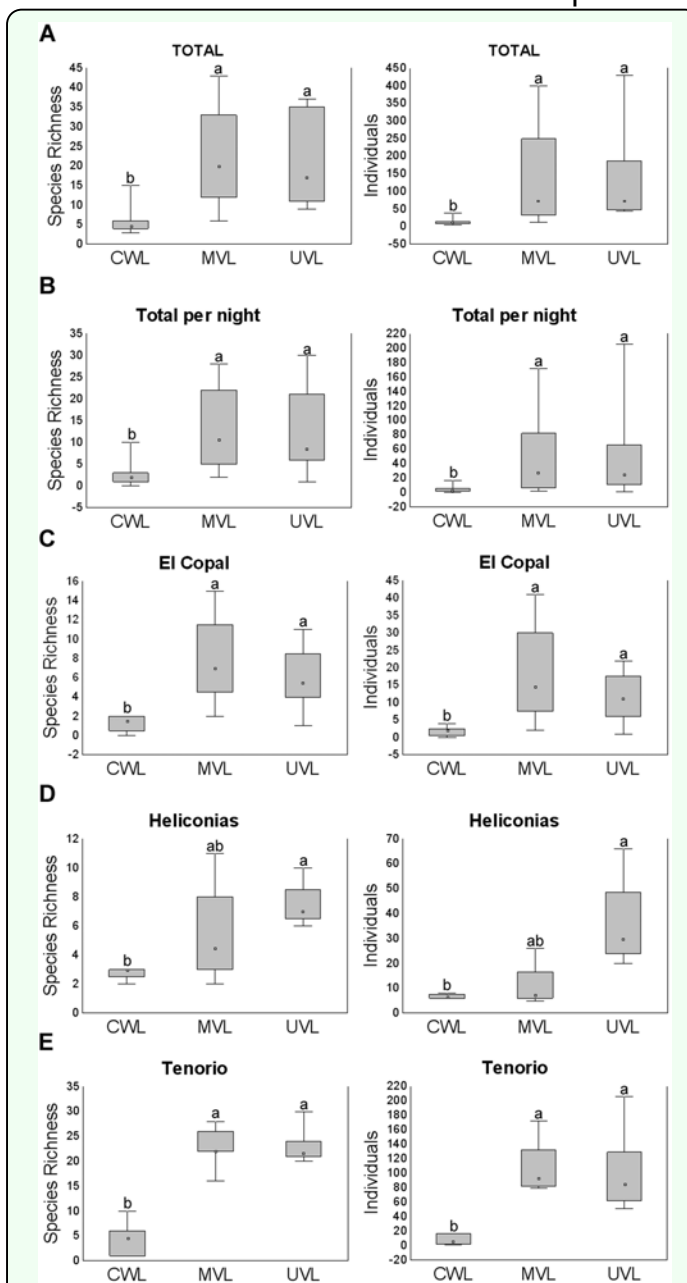 A
TOTAL
Species Richness
45
40
35
30
25
20
15
10
5
0
b
a
a
CWL MVL UVL
TOTAL
Individuals
450
400
350
300
250
200
150
100
50
0
-50
b
a
a
CWL MVL UVL
B
Total per night
Species Richness
35
30
25
20
15
10
5
0
-5
b
a
a
CWL MVL UVL
Total per night
Individuals
220
200
180
160
140
120
100
80
60
40
20
0
-20
b
a
a
CWL MVL UVL
C
El Copal
Species Richness
16
14
12
10
8
6
4
2
0
-2
b
a
a
CWL MVL UVL
El Copal
Individuals
45
40
35
30
25
20
15
10
5
0
-5
b
a
a
CWL MVL UVL
D
Heliconias
Species Richness
12
10
8
6
4
2
0
b
ab
a
CWL MVL UVL
Heliconias
Individuals
70
60
50
40
30
20
10
0
b
ab
a
CWL MVL UVL
E
Tenorio
Species Richness
35
30
25
20
15
10
5
0
b
a
a
CWL MVL UVL
Tenorio
Individuals
220
200
180
160
140
120
100
80
60
40
20
0
-20
b
a
a
CWL MVL UVL